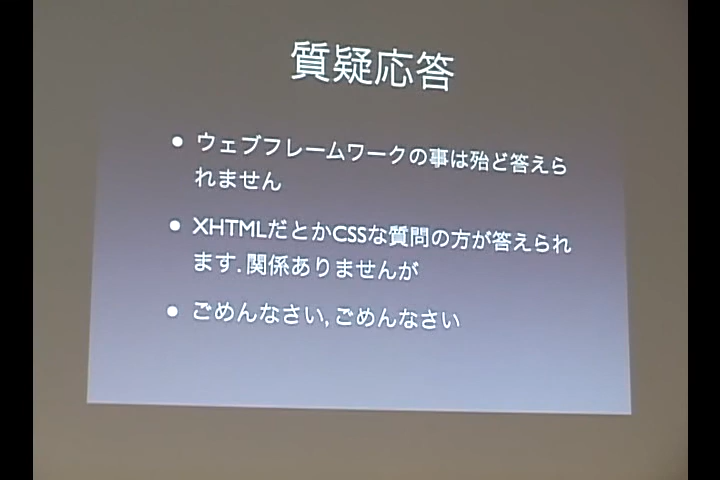 質疑応答
• ウェブフレームワークの事は殆ど答えら
れません
• XHTMLだとかCSSな質問の方が答えられ
ます. 関係ありませんが
• ごめんなさい, ごめんなさい